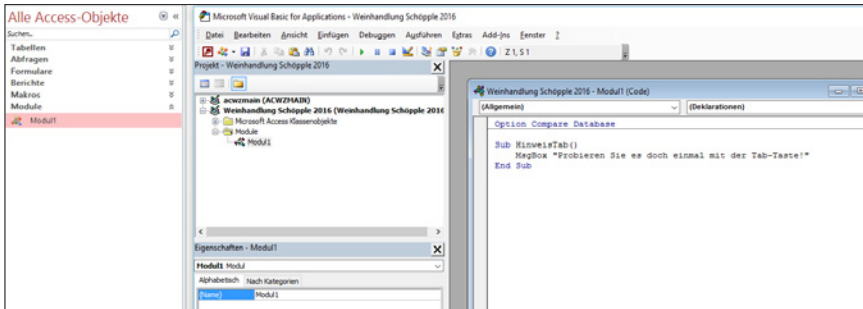 Alle Access-Objekte
Suchen...
Tabellen
Abfragen
Formulare
Berichte
Makros
Module
Modul1
Microsoft Visual Basic for Applications - Weinhandlung Schöpple 2016
Datei Bearbeiten Ansicht Einfügen Debuggen Ausführen Extras Add-Ins Fenster ?
Z 1, S 1
Projekt - Weinhandlung Schöpple 2016
acwzmain (ACWZMAIN)
Weinhandlung Schöpple 2016 (Weinhandlung Schöpple 2016
Microsoft Access Klassenobjekte
Module
Modul1
Eigenschaften - Modul1
Modul1 Modul
Alphabetisch Nach Kategorien
(Name) Modul1
Weinhandlung Schöpple 2016 - Modul1 (Code)
(Allgemein) (Deklarationen)
Option Compare Database
Sub HinweisTab()
MsgBox "Probieren Sie es doch einmal mit der Tab-Taste!"
End Sub